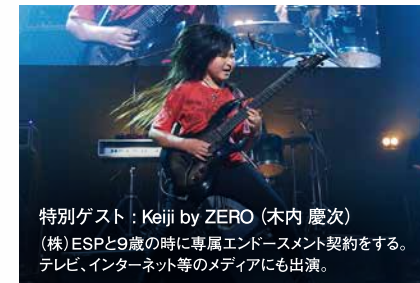 特別ゲスト：Keiji by ZERO（木内 慶次）
（株）ESPと9歳の時に専属エンドースメント契約をする。
テレビ、インターネット等のメディアにも出演。